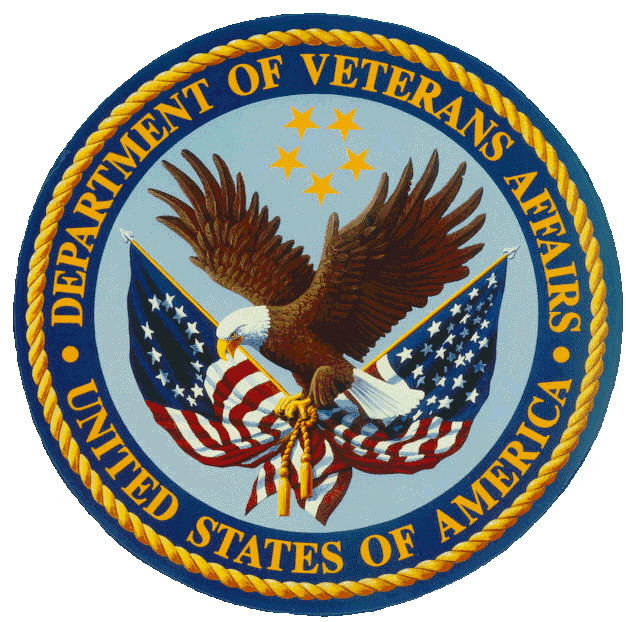 DEPARTMENT OF VETERANS AFFAIRS
UNITED STATES OF AMERICA